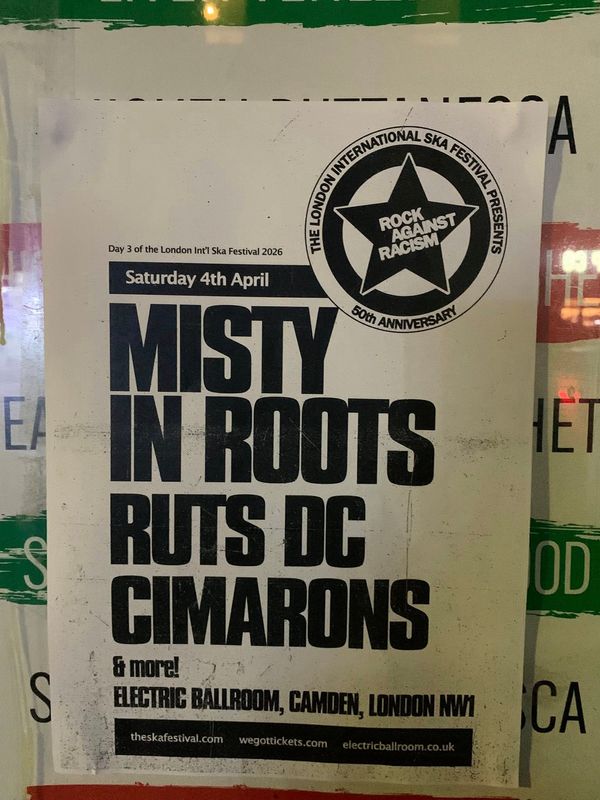 THE LONDON INTERNATIONAL SKA FESTIVAL PRESENTS
ROCK
AGAINST
RACISM
50th ANNIVERSARY
Day 3 of the London Int'l Ska Festival 2026
Saturday 4th April
MISTY
IN ROOTS
RUTS DC
CIMARONS
& more!
ELECTRIC BALLROOM, CAMDEN, LONDON NW1
theskafestival.com wegottickets.com electricballroom.co.uk